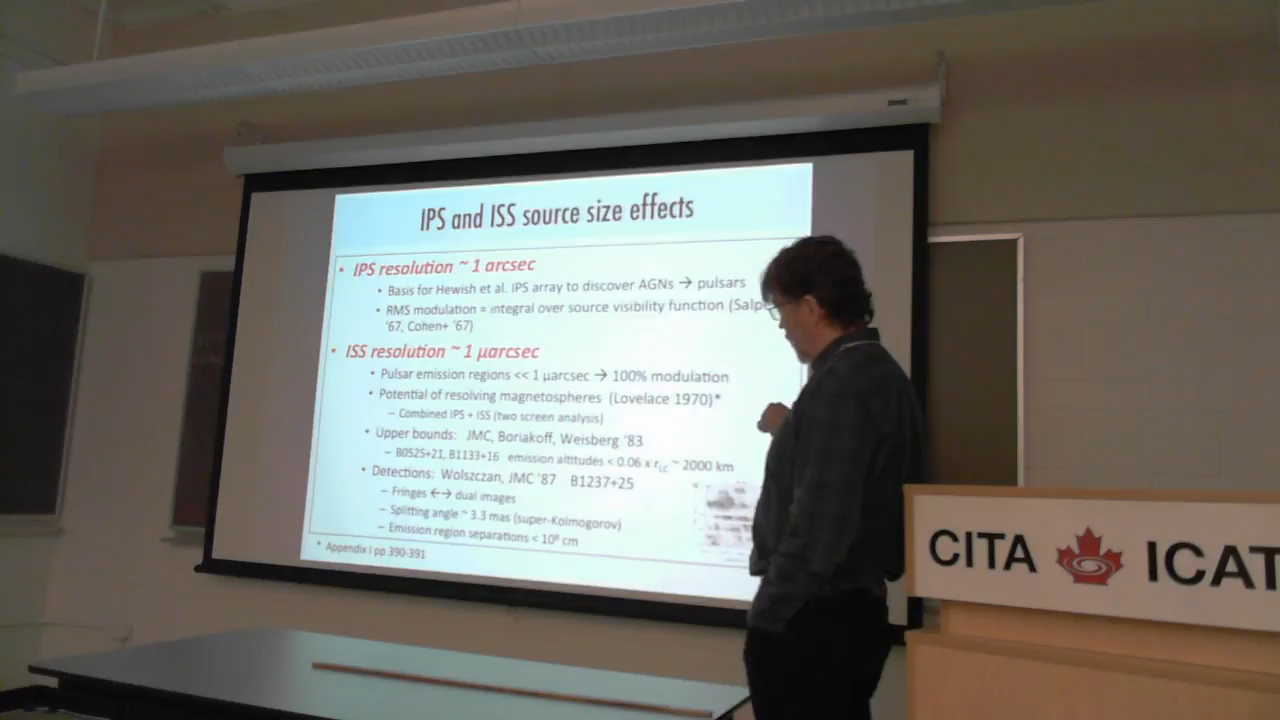 IPS and ISS source size effects
• IPS resolution ~ 1 arcsec
• Basis for Hewish et al. IPS array to discover AGNs → pulsars
• RMS modulation = integral over source visibility function (Salp
'67, Cohen+ '67)
• ISS resolution ~ 1 μarcsec
• Pulsar emission regions << 1 μarcsec → 100% modulation
• Potential of resolving magnetospheres (Lovelace 1970)*
– Combined IPS + ISS (two screen analysis)
• Upper bounds: JMC, Boriakoff, Weisberg '83
– B0525+21, B1133+16 emission altitudes < 0.06 x rLC ~ 2000 km
• Detections: Wolszczan, JMC '87 B1237+25
– Fringes ←→ dual images
– Splitting angle ~ 3.3 mas (super-Kolmogorov)
– Emission region separations < 10⁸ cm
* Appendix I pp 390-391
CITA ICAT